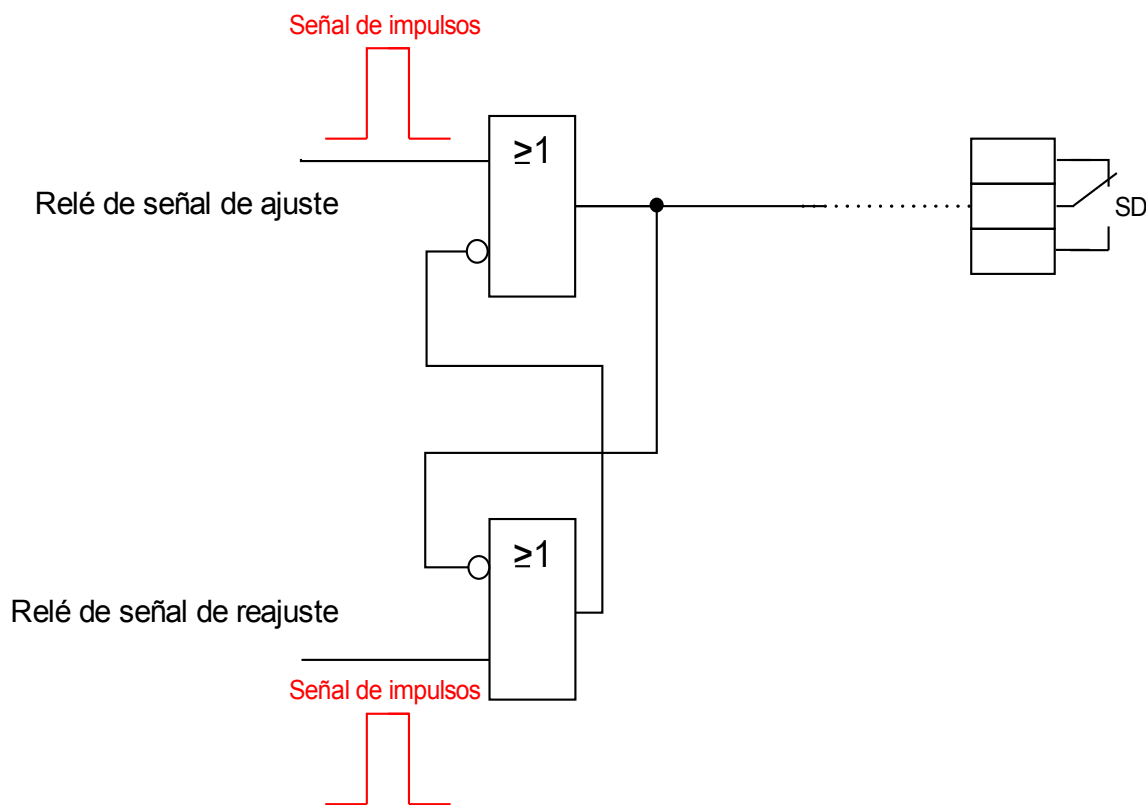 Señal de impulsos
≥1
Relé de señal de ajuste
SD
≥1
Relé de señal de reajuste
Señal de impulsos